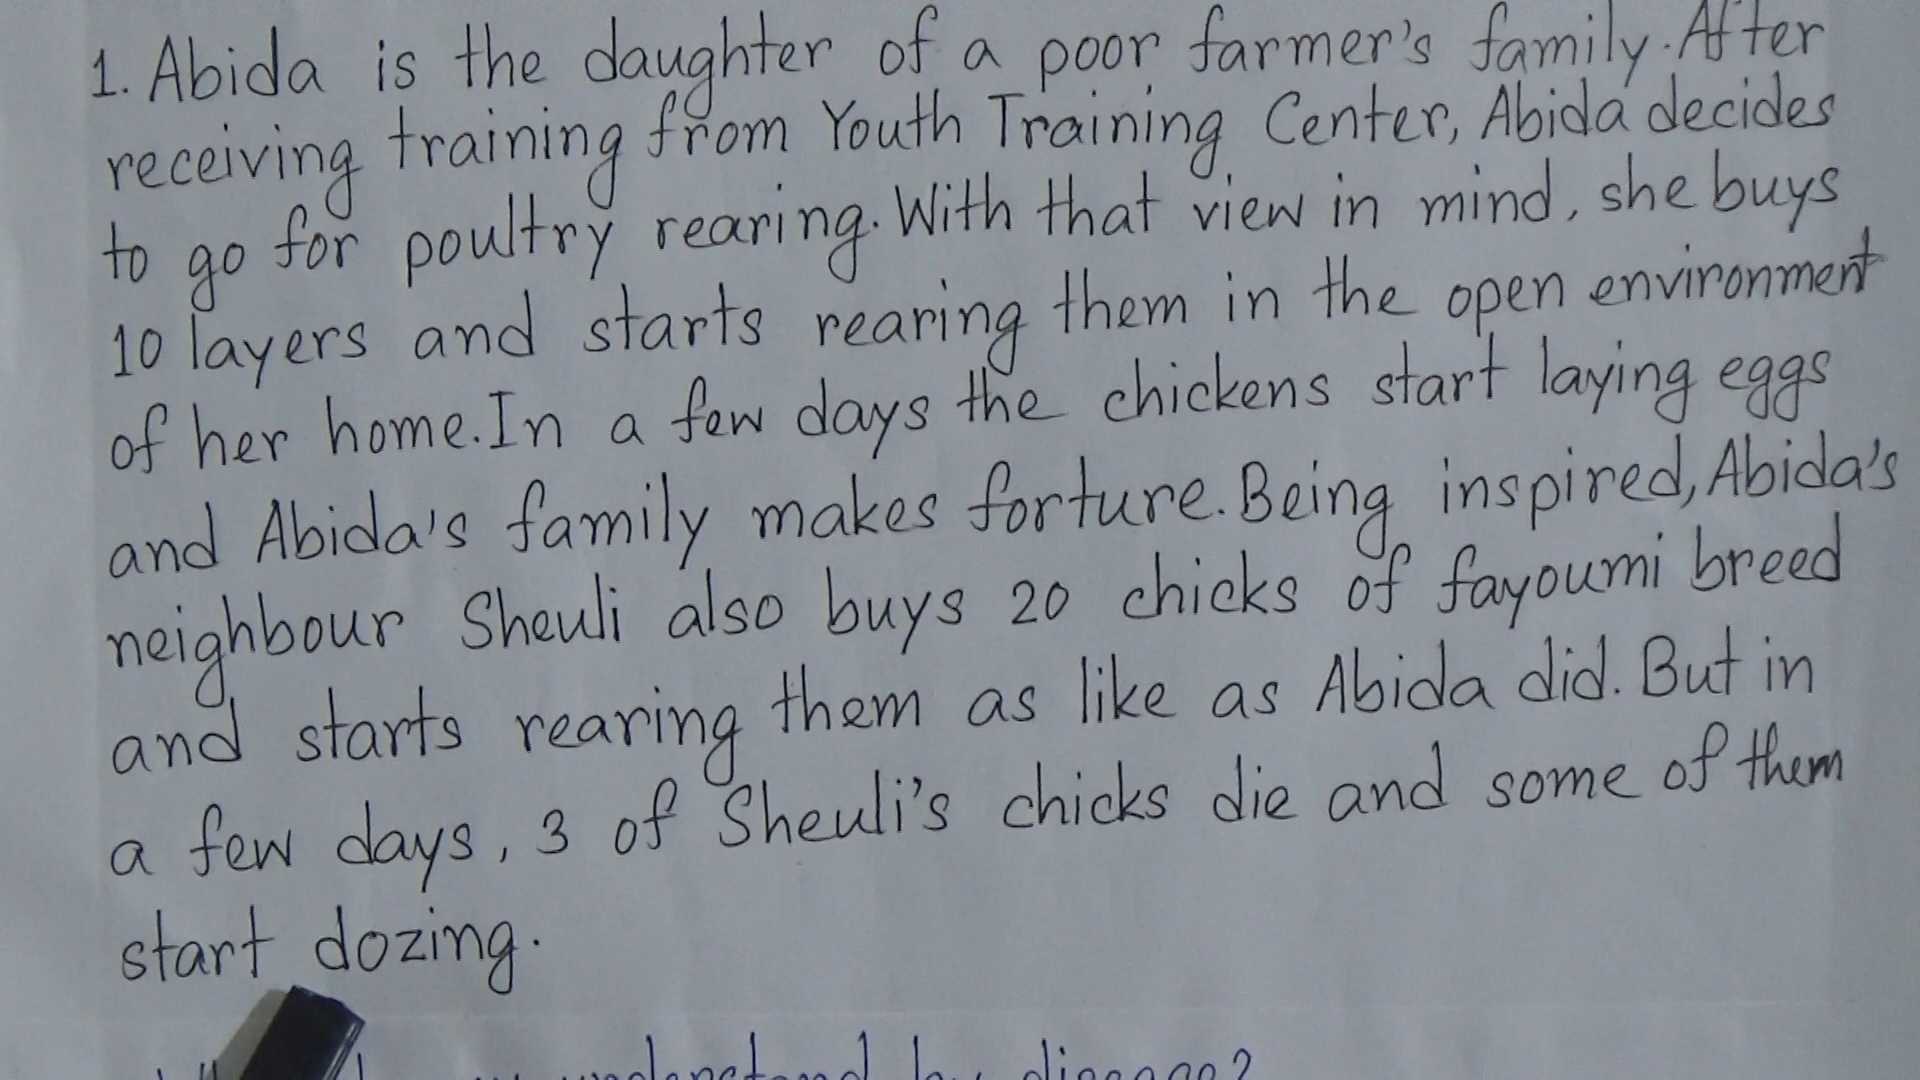 1. Abida is the daughter of a poor farmer's family. After
receiving training from Youth Training Center, Abida decides
to go for poultry rearing. With that view in mind, she buys
10 layers and starts rearing them in the open environment
of her home. In a few days the chickens start laying eggs
and Abida's family makes forture. Being inspired, Abida's
neighbour Sheuli also buys 20 chicks of fayoumi breed
and starts rearing them as like as Abida did. But in
a few days, 3 of Sheuli's chicks die and some of them
start dozing.
understand by disease?